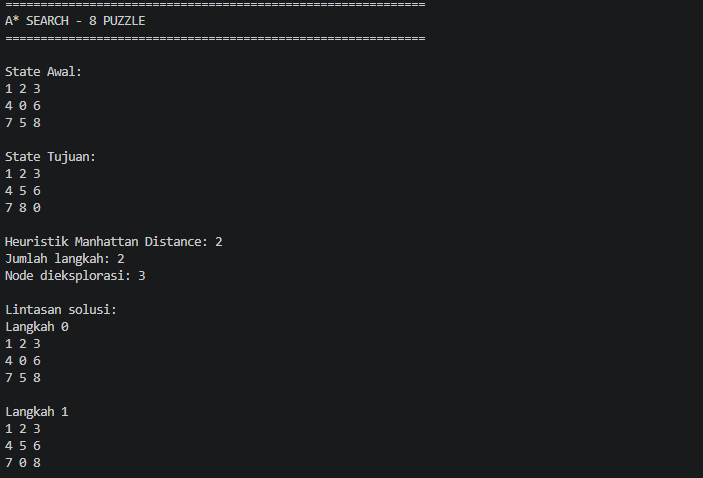 ============================================================
A* SEARCH - 8 PUZZLE
============================================================
State Awal:
1 2 3
4 0 6
7 5 8
State Tujuan:
1 2 3
4 5 6
7 8 0
Heuristik Manhattan Distance: 2
Jumlah langkah: 2
Node dieksplorasi: 3
Lintasan solusi:
Langkah 0
1 2 3
4 0 6
7 5 8
Langkah 1
1 2 3
4 5 6
7 0 8